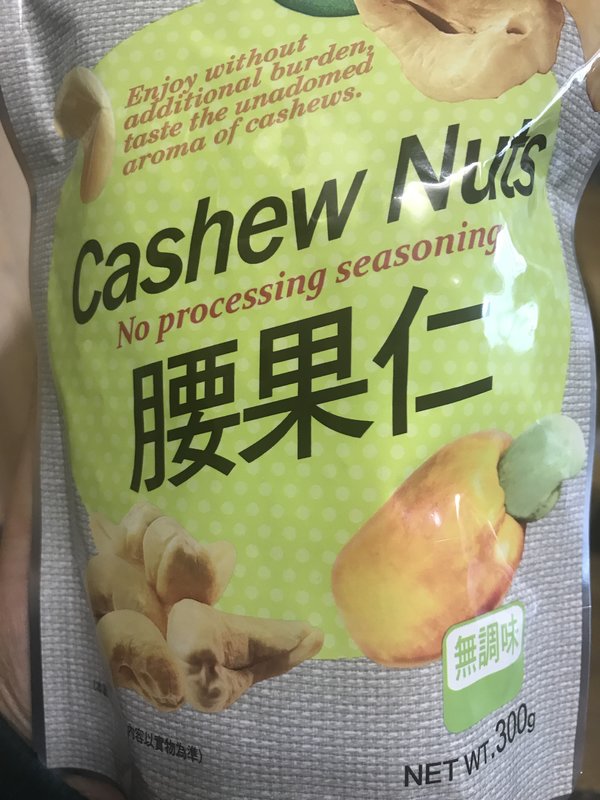 Enjoy without
additional burden,
taste the unadomed
aroma of cashews.
Cashew Nuts
No processing seasoning
腰果仁
無調味
內容以實物為準)
NET WT.300g